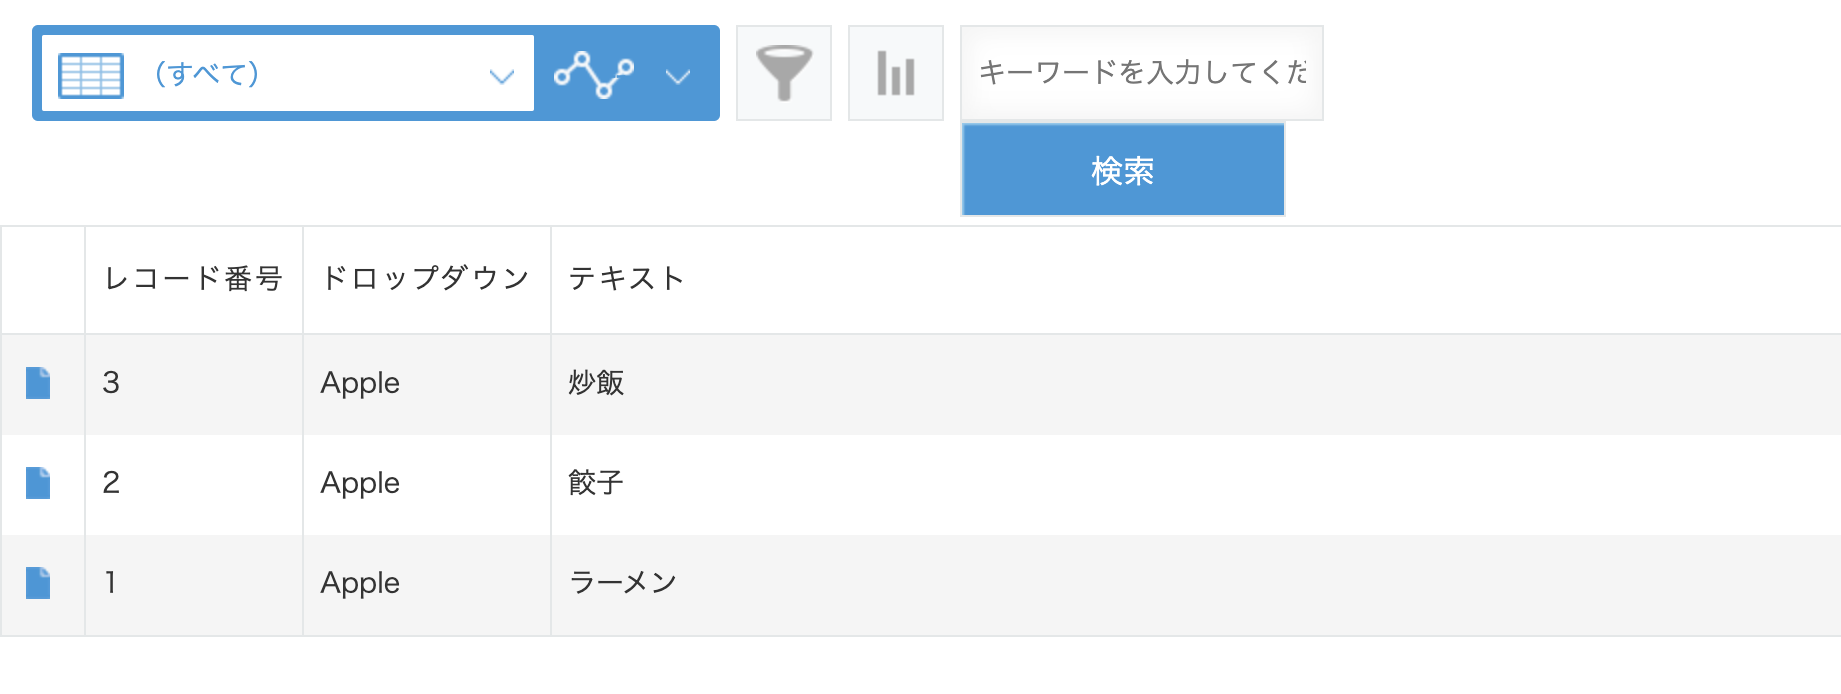 (すべて)
キーワードを入力してくだ
検索
レコード番号 ドロップダウン テキスト
3 Apple 炒飯
2 Apple 餃子
1 Apple ラーメン